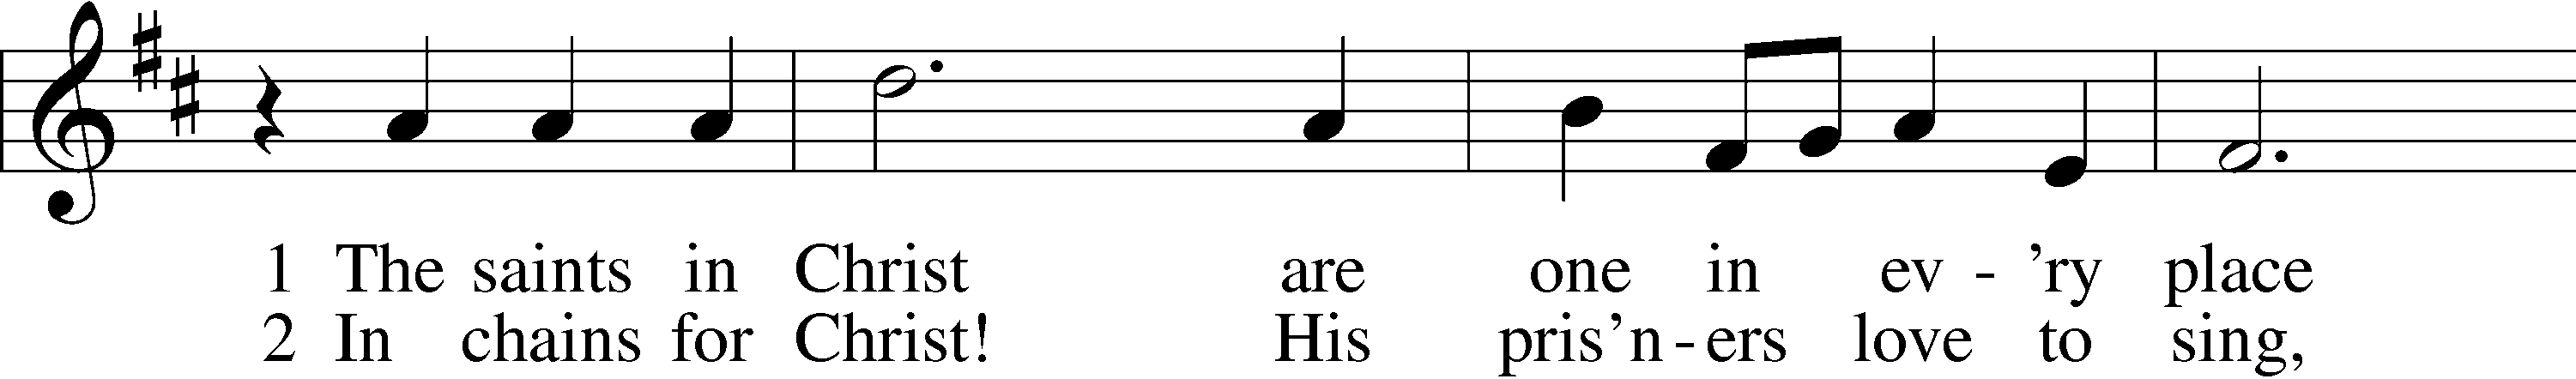 1 The saints in Christ are one in ev - ’ry place
2 In chains for Christ! His pris’n - ers love to sing,